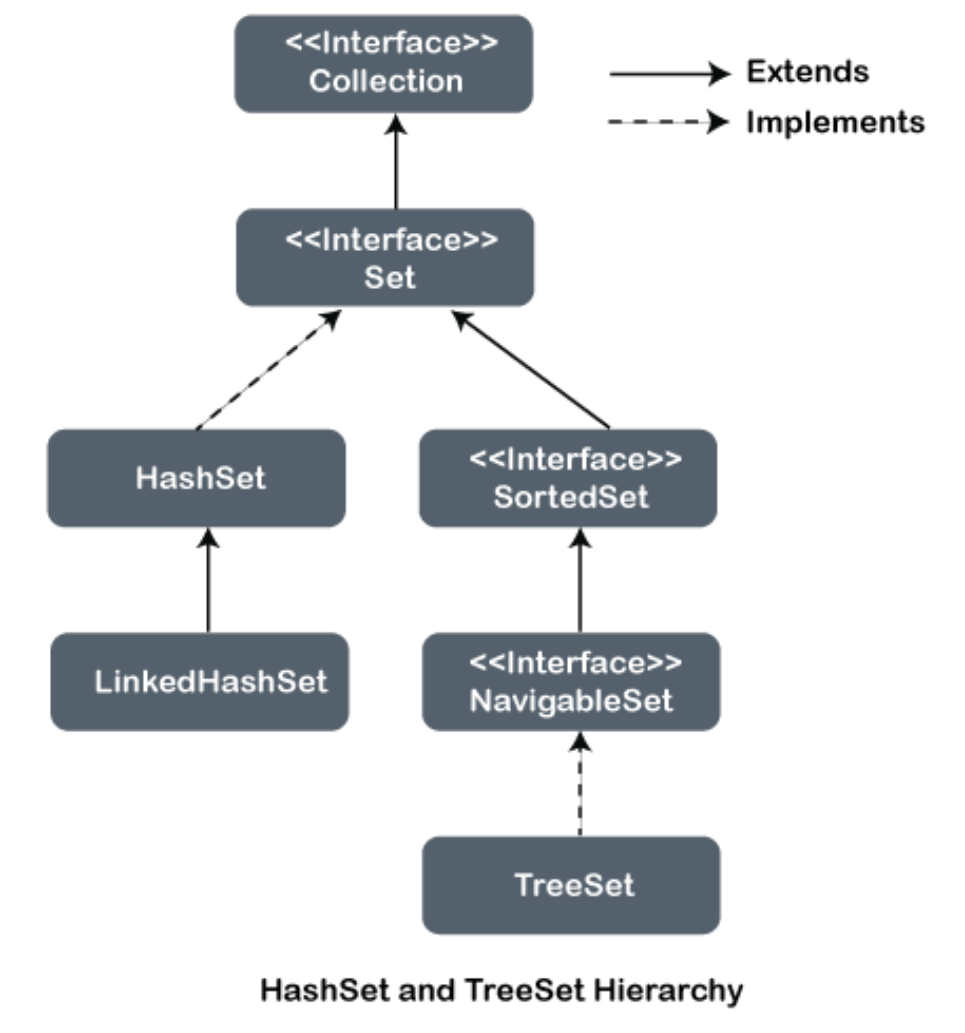 <<Interface>>
Collection
Extends
Implements
<<Interface>>
Set
HashSet
<<Interface>>
SortedSet
LinkedHashSet
<<Interface>>
NavigableSet
TreeSet
HashSet and TreeSet Hierarchy